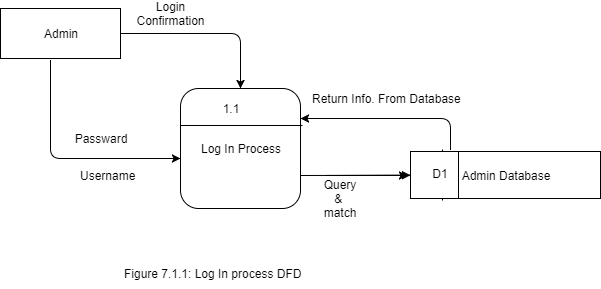 Login
Confirmation
Admin
1.1
Return Info. From Database
Passward
Log In Process
Username
Query
&
match
D1
Admin Database
Figure 7.1.1: Log In process DFD